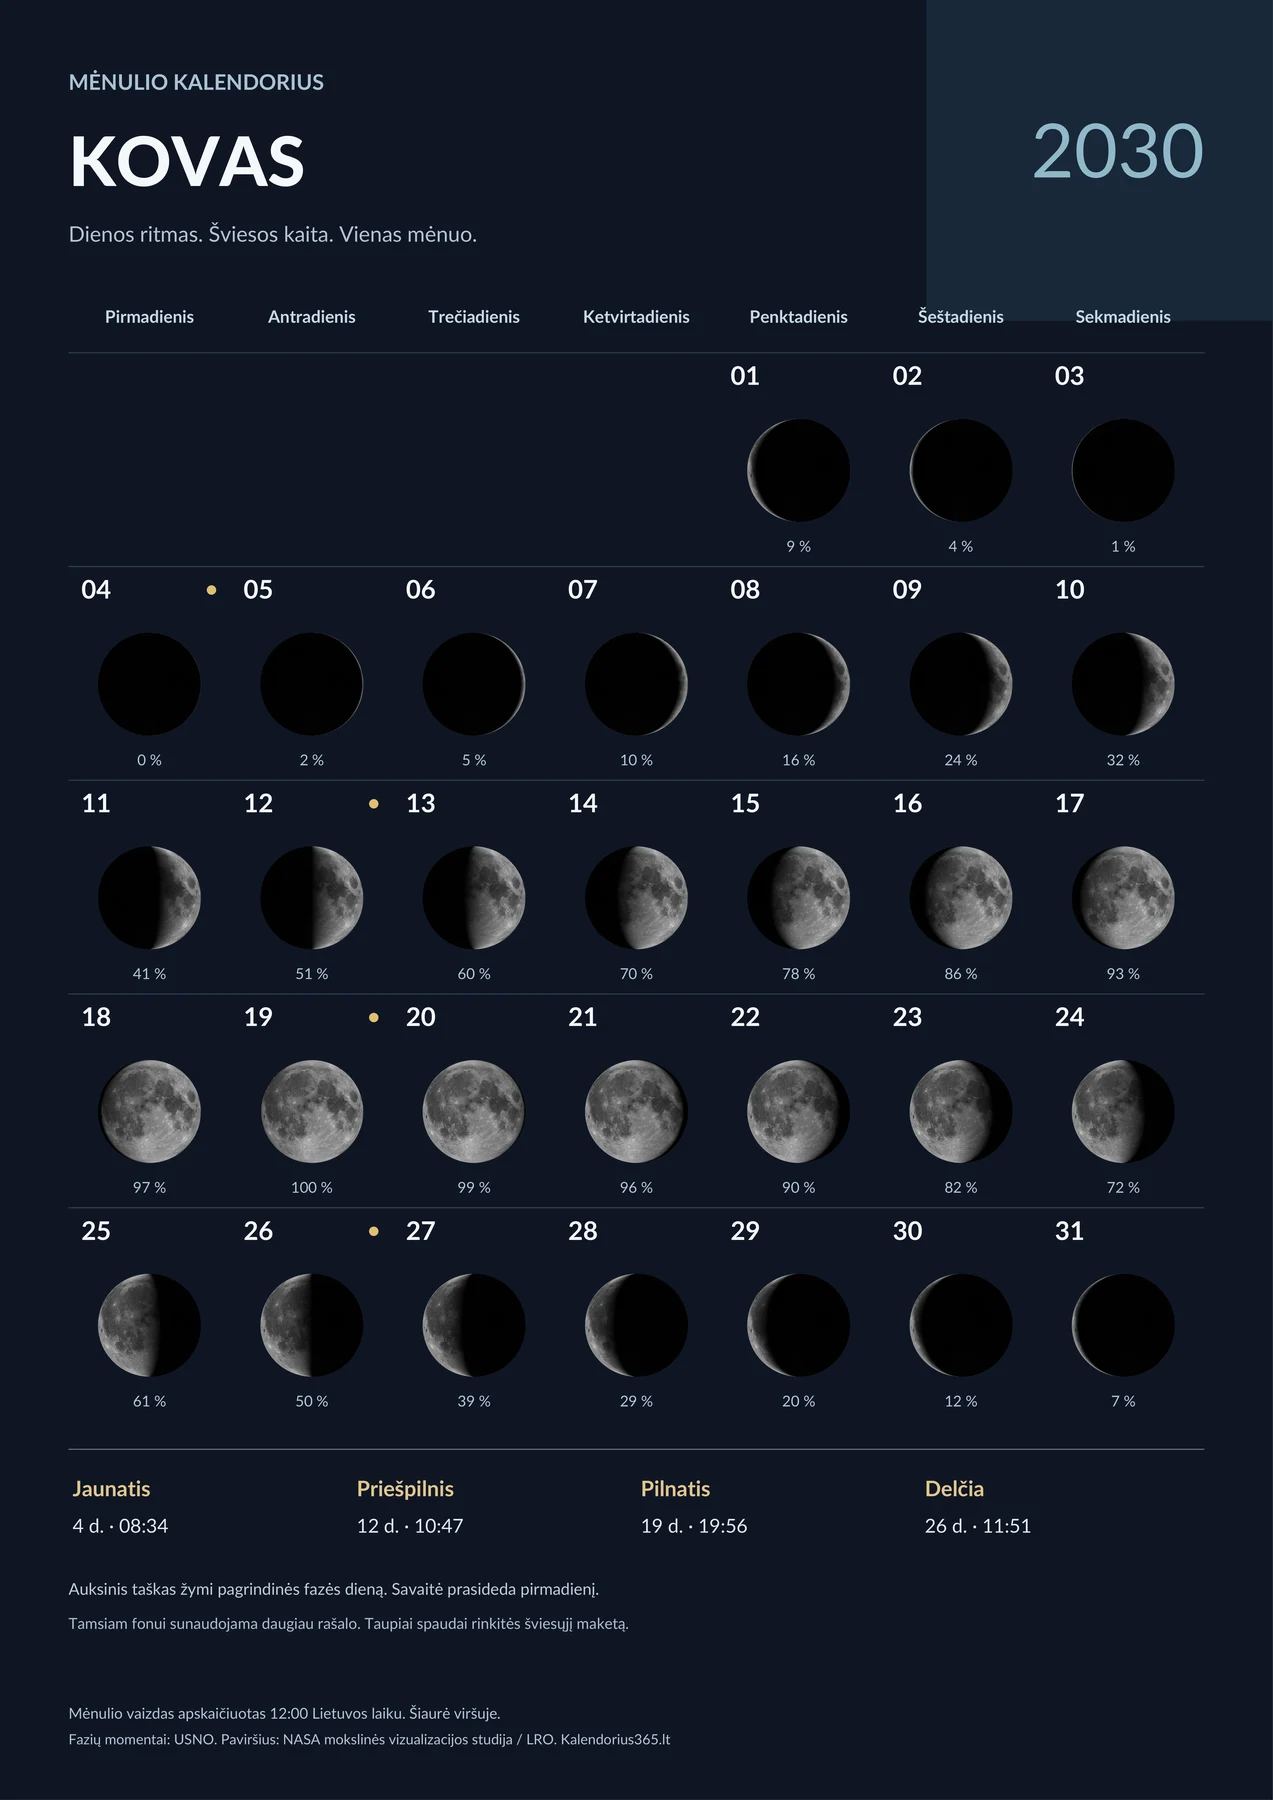 MĖNULIO KALENDORIUS
KOVAS
2030
Dienos ritmas. Šviesos kaita. Vienas mėnuo.
Pirmadienis Antradienis Trečiadienis Ketvirtadienis Penktadienis Šeštadienis Sekmadienis
01 02 03
9 % 4 % 1 %
04 05 06 07 08 09 10
0 % 2 % 5 % 10 % 16 % 24 % 32 %
11 12 13 14 15 16 17
41 % 51 % 60 % 70 % 78 % 86 % 93 %
18 19 20 21 22 23 24
97 % 100 % 99 % 96 % 90 % 82 % 72 %
25 26 27 28 29 30 31
61 % 50 % 39 % 29 % 20 % 12 % 7 %
Jaunatis Priešpilnis Pilnatis Delčia
4 d. · 08:34 12 d. · 10:47 19 d. · 19:56 26 d. · 11:51
Auksinis taškas žymi pagrindinės fazės dieną. Savaitė prasideda pirmadienį.
Tamsiam fonui sunaudojama daugiau rašalo. Taupiai spaudai rinkitės šviesųjį maketą.
Mėnulio vaizdas apskaičiuotas 12:00 Lietuvos laiku. Šiaurė viršuje.
Fazių momentai: USNO. Paviršius: NASA mokslinės vizualizacijos studija / LRO. Kalendorius365.lt